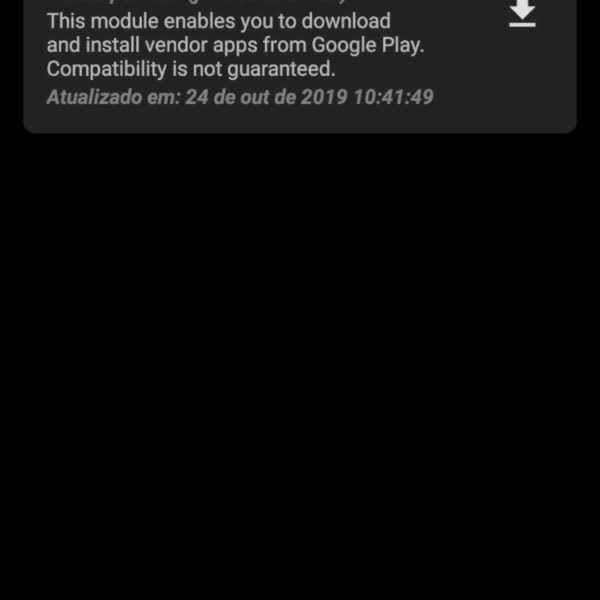 This module enables you to download
and install vendor apps from Google Play.
Compatibility is not guaranteed.
Atualizado em: 24 de out de 2019 10:41:49